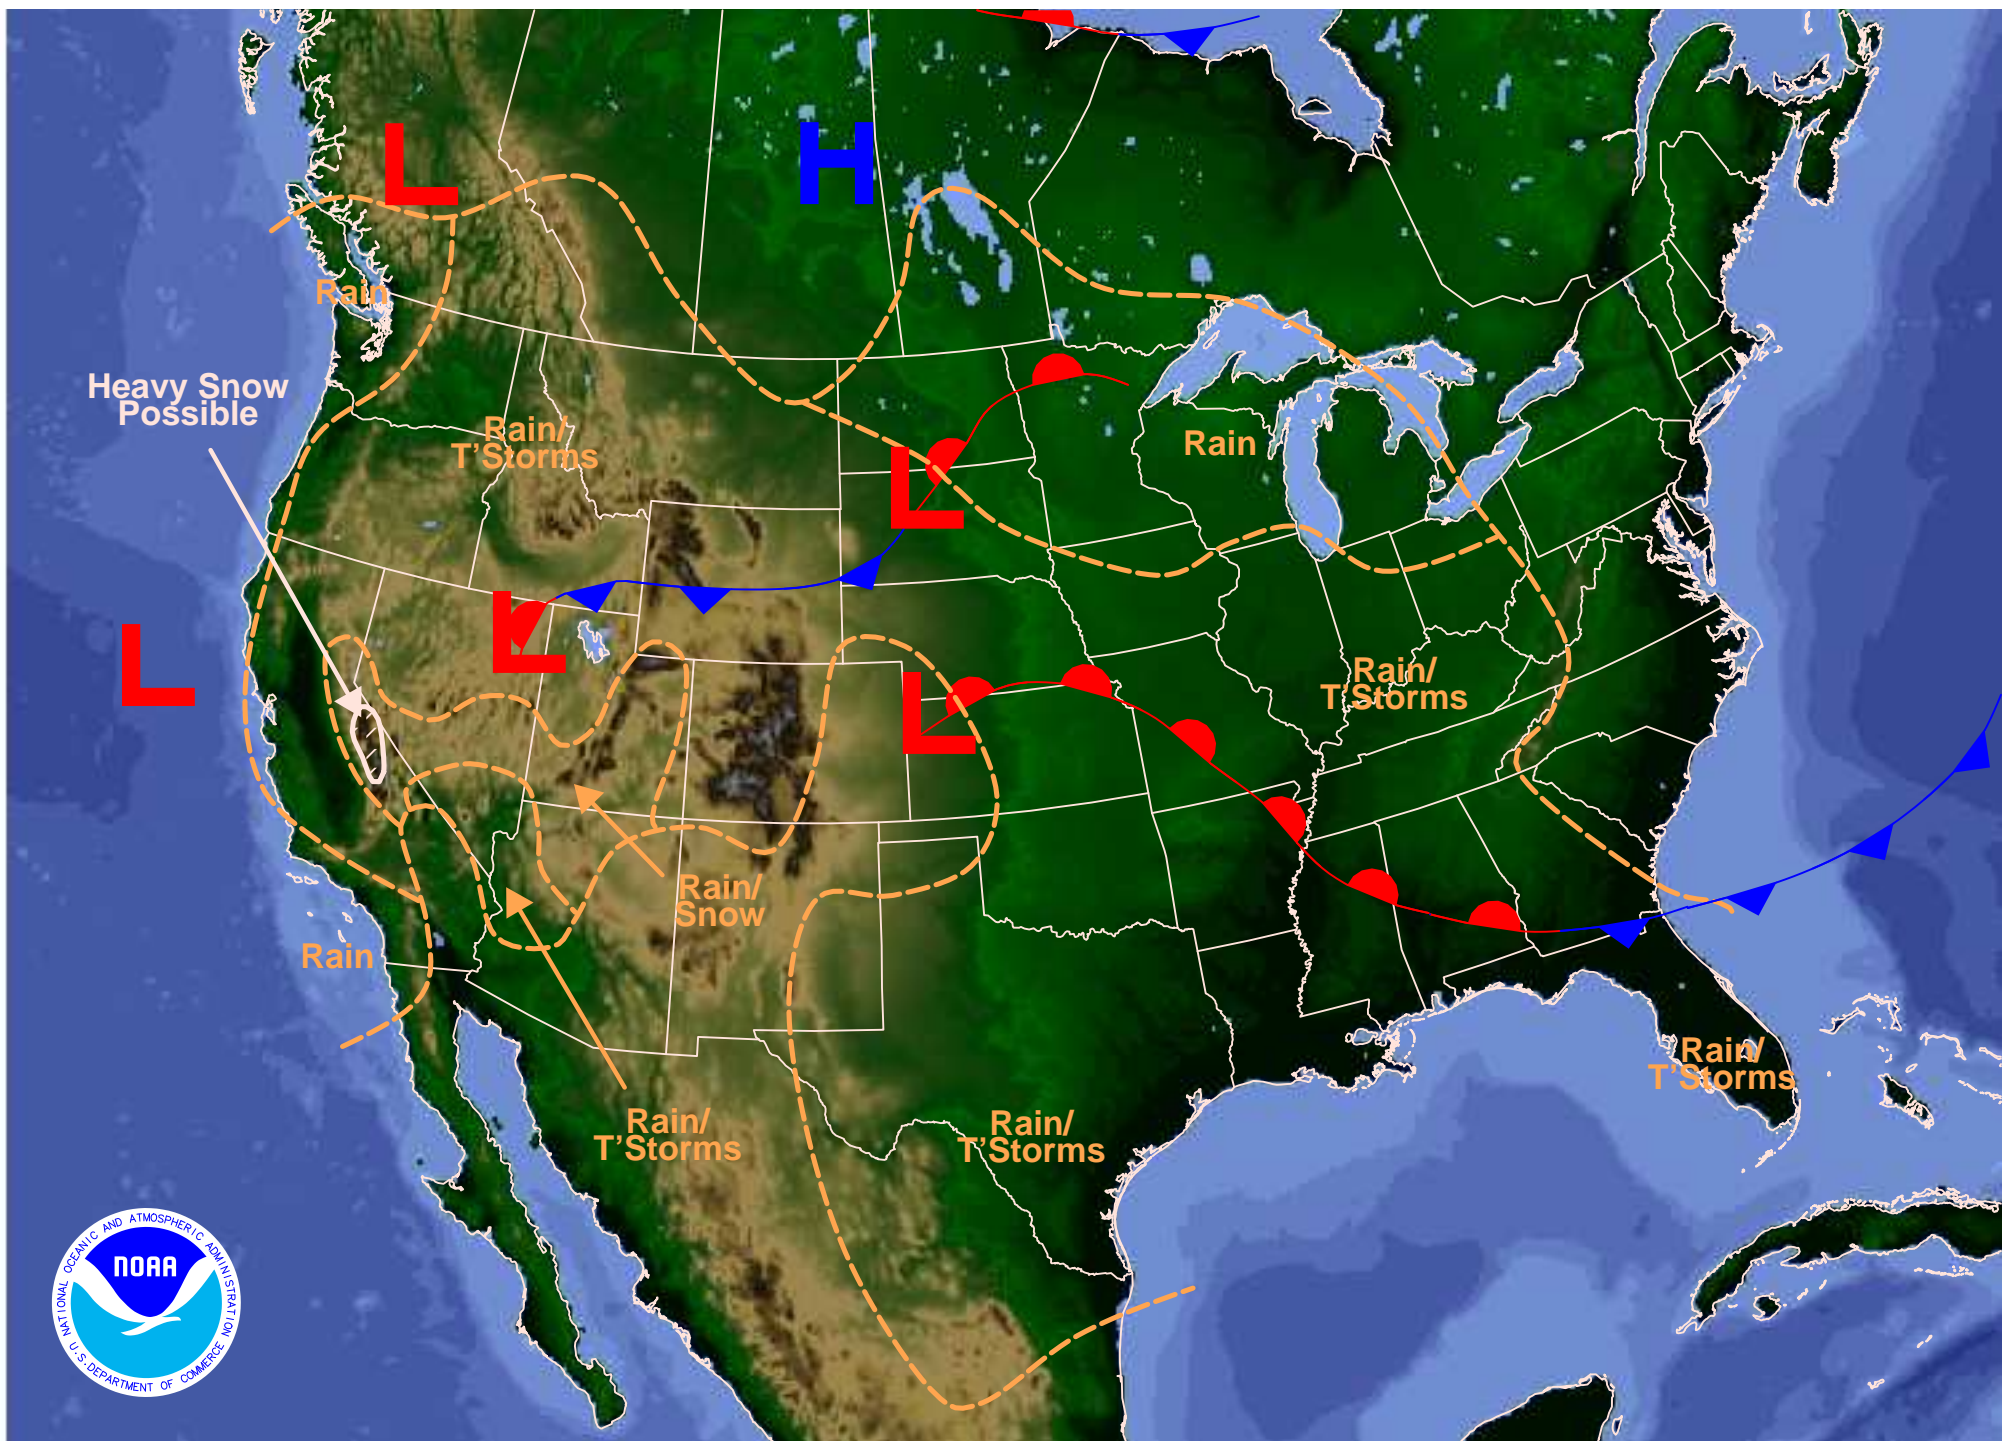 L
H
Rain
Heavy Snow
Possible
Rain/
T'Storms
Rain
L
L
L
Rain/
T'Storms
L
Rain/
Snow
Rain
Rain/
T'Storms
Rain/
T'Storms
Rain/
T'Storms
NATIONAL OCEANIC AND ATMOSPHERIC ADMINISTRATION
NOAA
U.S. DEPARTMENT OF COMMERCE